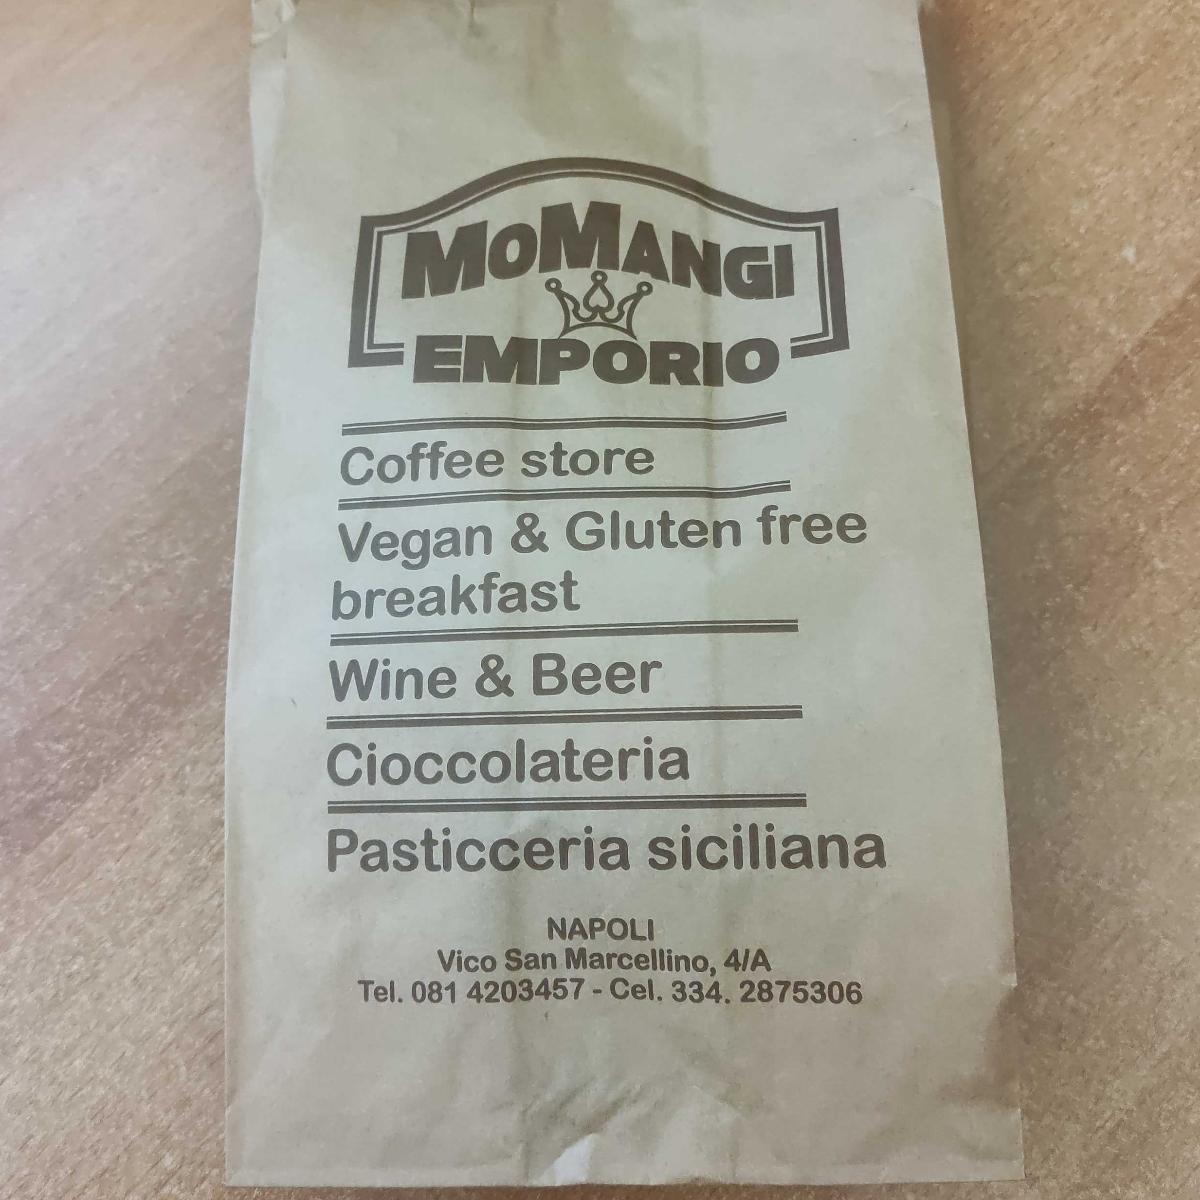 MOMANGI
EMPORIO
Coffee store
Vegan & Gluten free
breakfast
Wine & Beer
Cioccolateria
Pasticceria siciliana
NAPOLI
Vico San Marcellino, 4/A
Tel. 081 4203457 - Cel. 334. 2875306